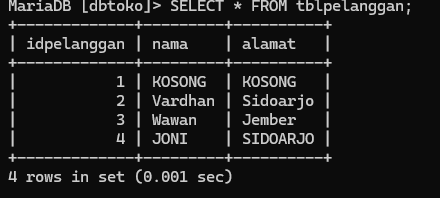 MariaDB [dbtoko]> SELECT * FROM tblpelanggan;
+-------------+---------+----------+
| idpelanggan | nama    | alamat   |
+-------------+---------+----------+
|           1 | KOSONG  | KOSONG   |
|           2 | Vardhan | Sidoarjo |
|           3 | Wawan   | Jember   |
|           4 | JONI    | SIDOARJO |
+-------------+---------+----------+
4 rows in set (0.001 sec)